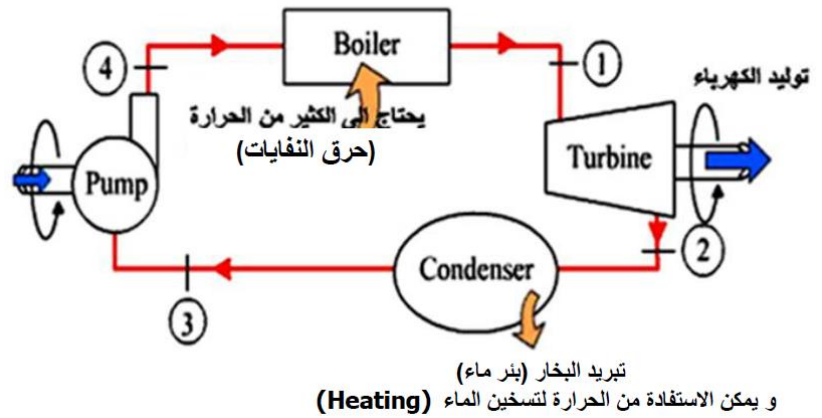 Boiler
4
1
توليد الكهرباء
يحتاج الى الكثير من الحرارة
(حرق النفايات)
Turbine
Pump
2
Condenser
3
تبريد البخار (بئر ماء)
و يمكن الاستفادة من الحرارة لتسخين الماء (Heating)